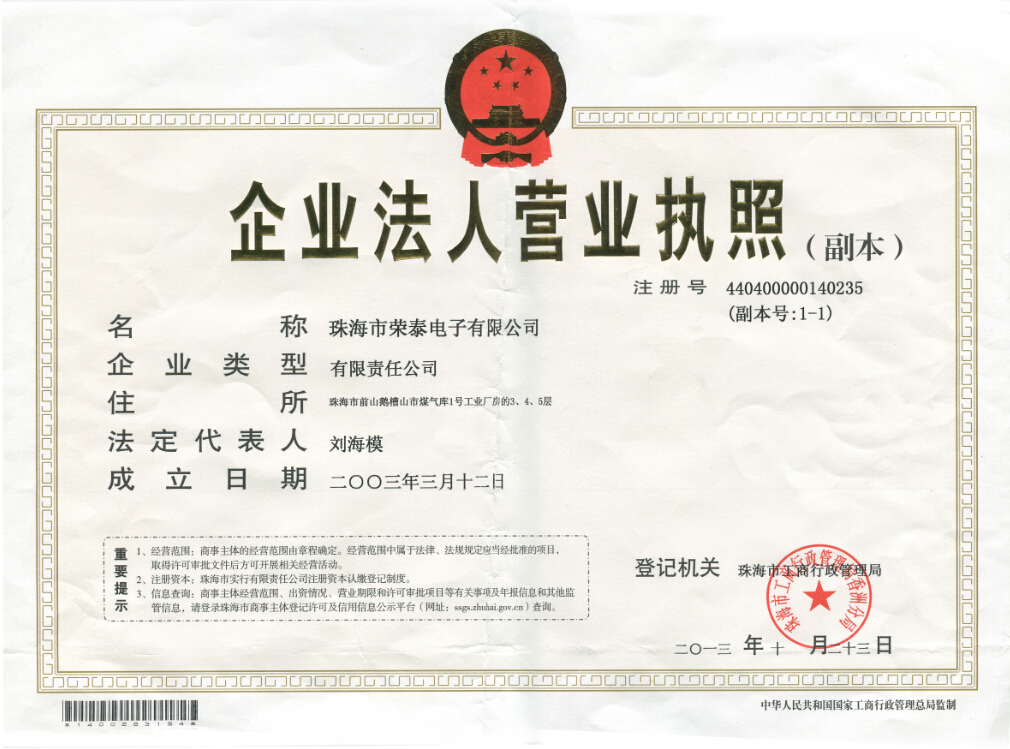 企业法人营业执照(副本)
注册号 440400000140235
(副本号:1-1)
名称 珠海市荣泰电子有限公司
企业类型 有限责任公司
住所 珠海市前山鹅槽山市煤气库1号工业厂房的3、4、5层
法定代表人 刘海模
成立日期 二〇〇三年三月十二日
重要提示
1、经营范围：商事主体的经营范围由章程确定。经营范围中属于法律、法规规定应当经批准的项目，
取得许可审批文件后方可开展相关经营活动。
2、注册资本：珠海市实行有限责任公司注册资本认缴登记制度。
3、信息查询：商事主体经营范围、出资情况、营业期限和许可审批项目等有关事项及年报信息和其他监
管信息，请登录珠海市商事主体登记许可及信用信息公示平台（网址：ssgs.zhuhai.gov.cn）查询。
登记机关 珠海市工商行政管理局
珠海市工商行政管理局香洲分局
二〇一三 年 十 月 二十三 日
中华人民共和国国家工商行政管理总局监制